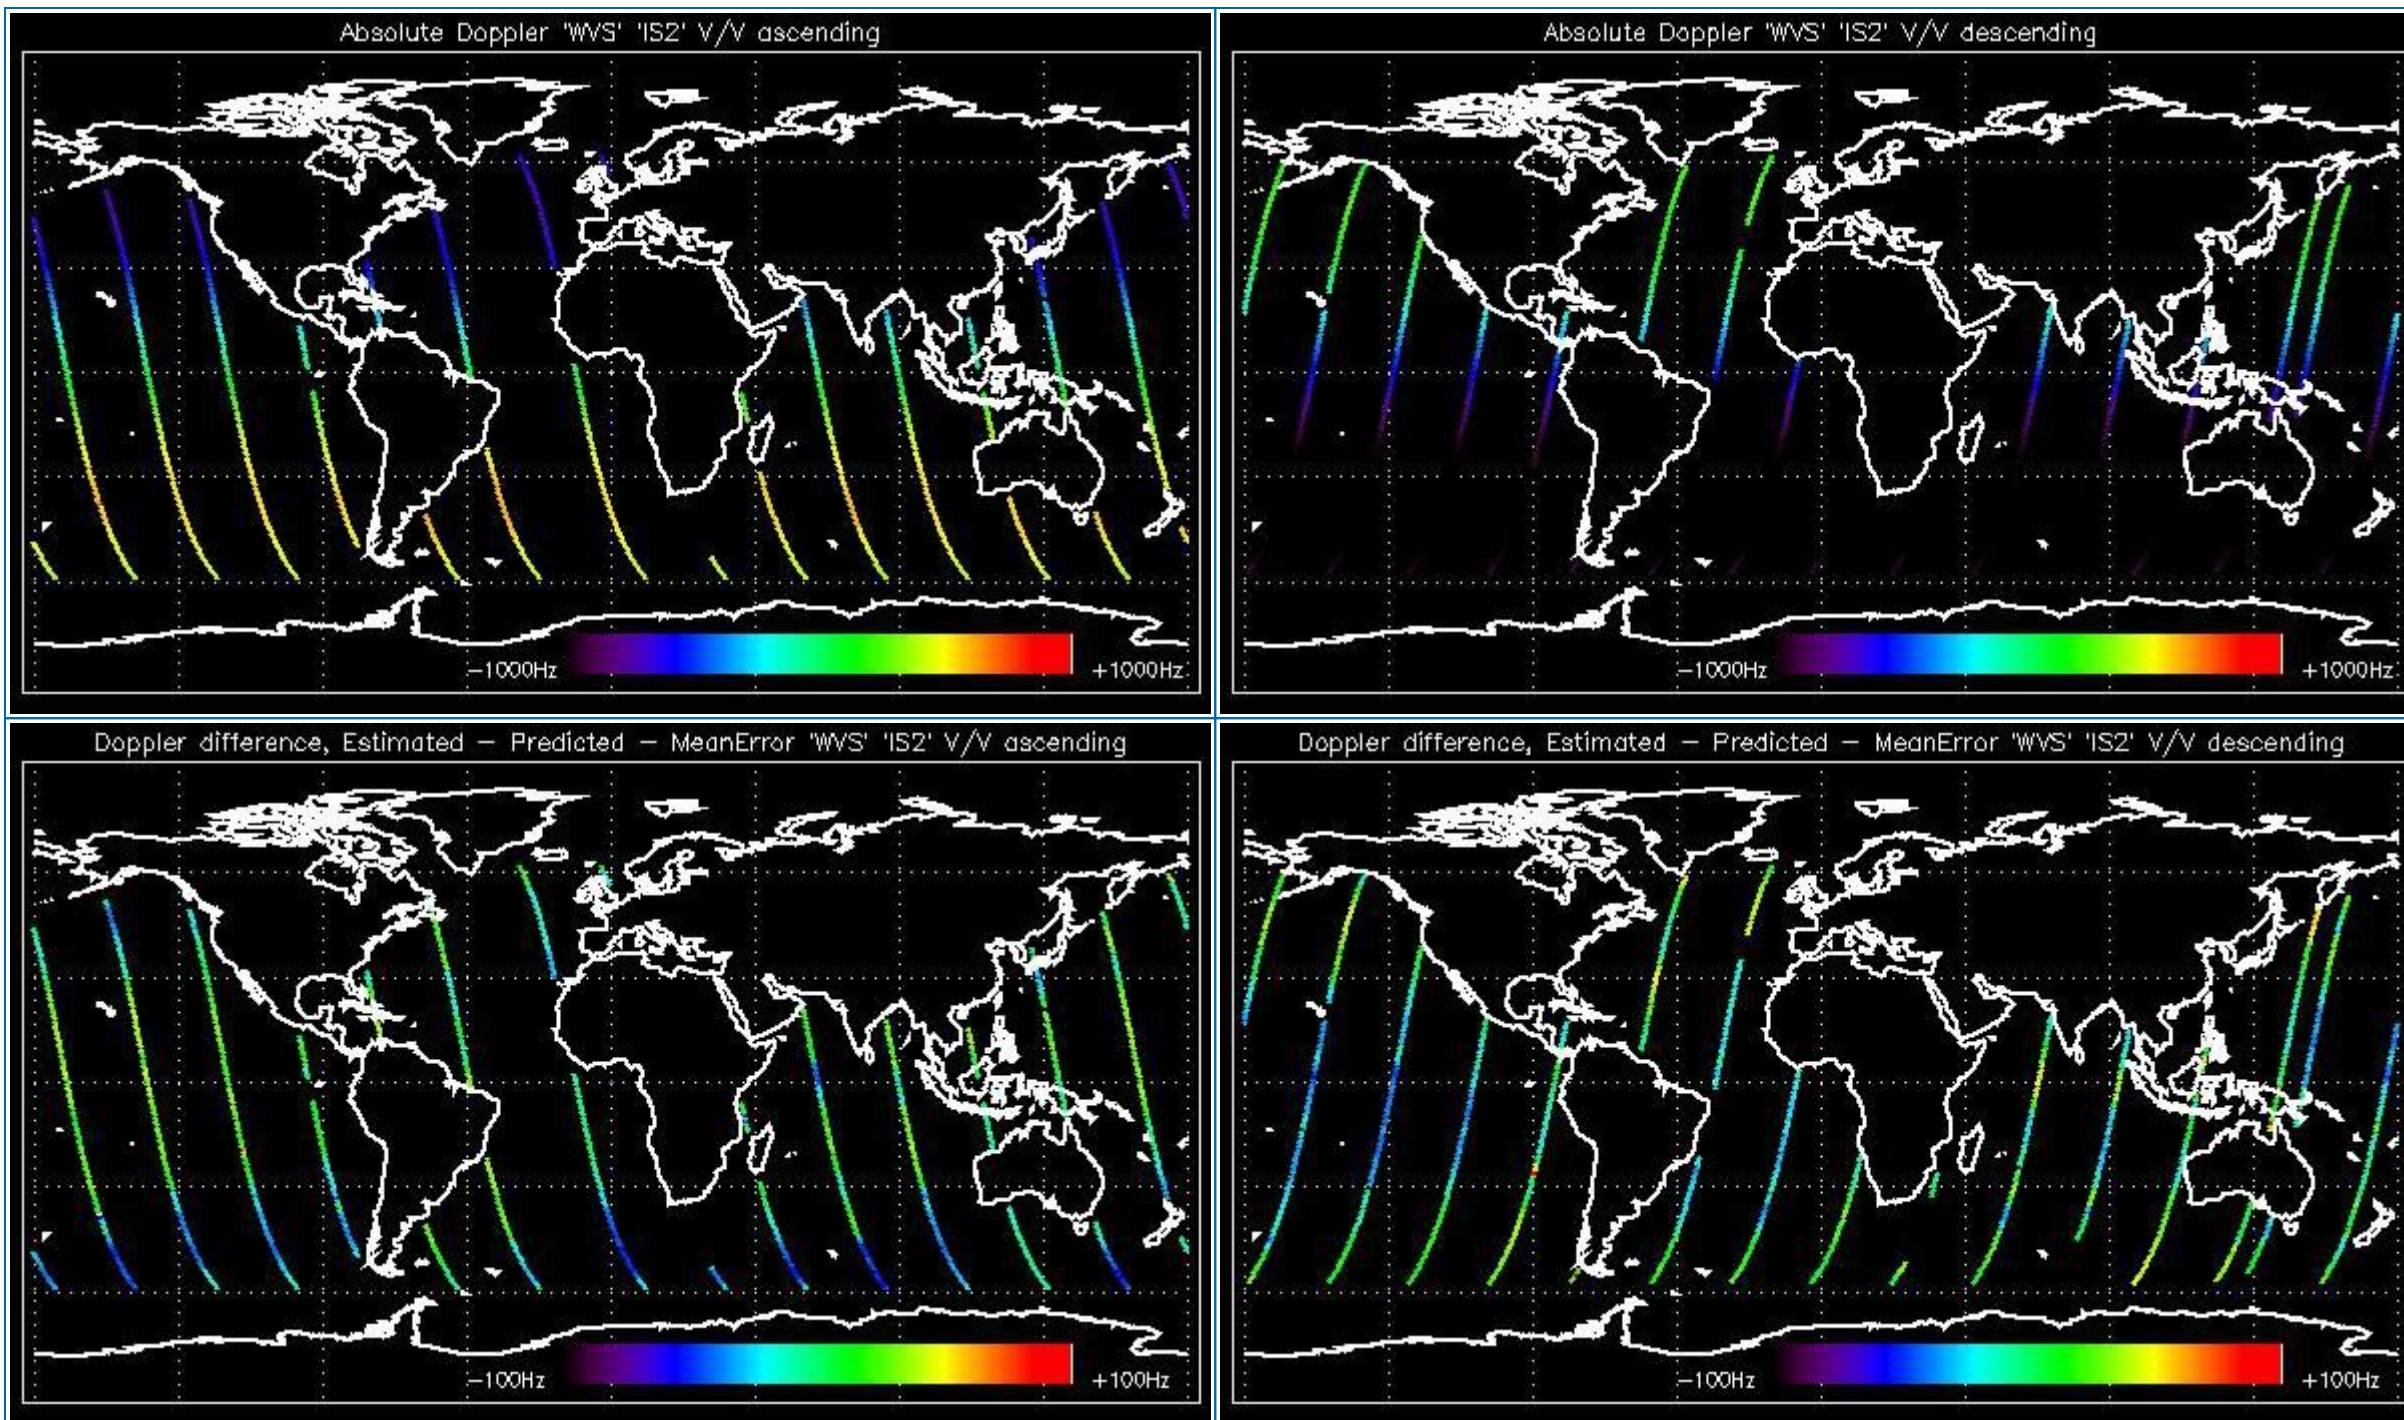 Absolute Doppler 'WVS' 'IS2' V/V ascending
-1000Hz
+1000Hz
Absolute Doppler 'WVS' 'IS2' V/V descending
-1000Hz
+1000Hz
Doppler difference, Estimated - Predicted - MeanError 'WVS' 'IS2' V/V ascending
-100Hz
+100Hz
Doppler difference, Estimated - Predicted - MeanError 'WVS' 'IS2' V/V descending
-100Hz
+100Hz